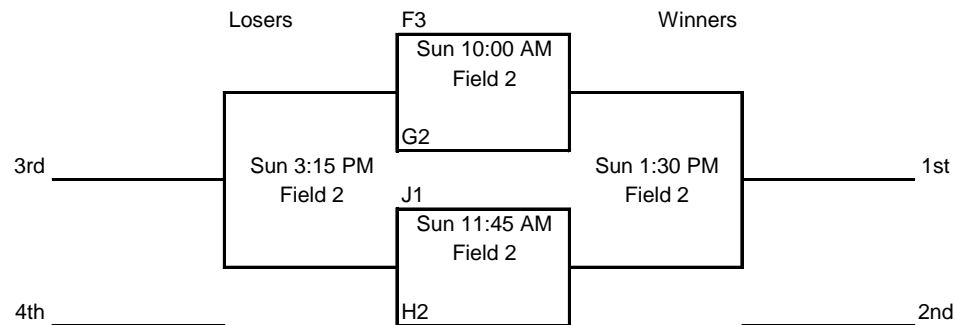 Losers
F3
Winners
Sun 10:00 AM
Field 2
G2
3rd
Sun 3:15 PM
Field 2
Sun 1:30 PM
Field 2
1st
J1
Sun 11:45 AM
Field 2
4th
H2
2nd